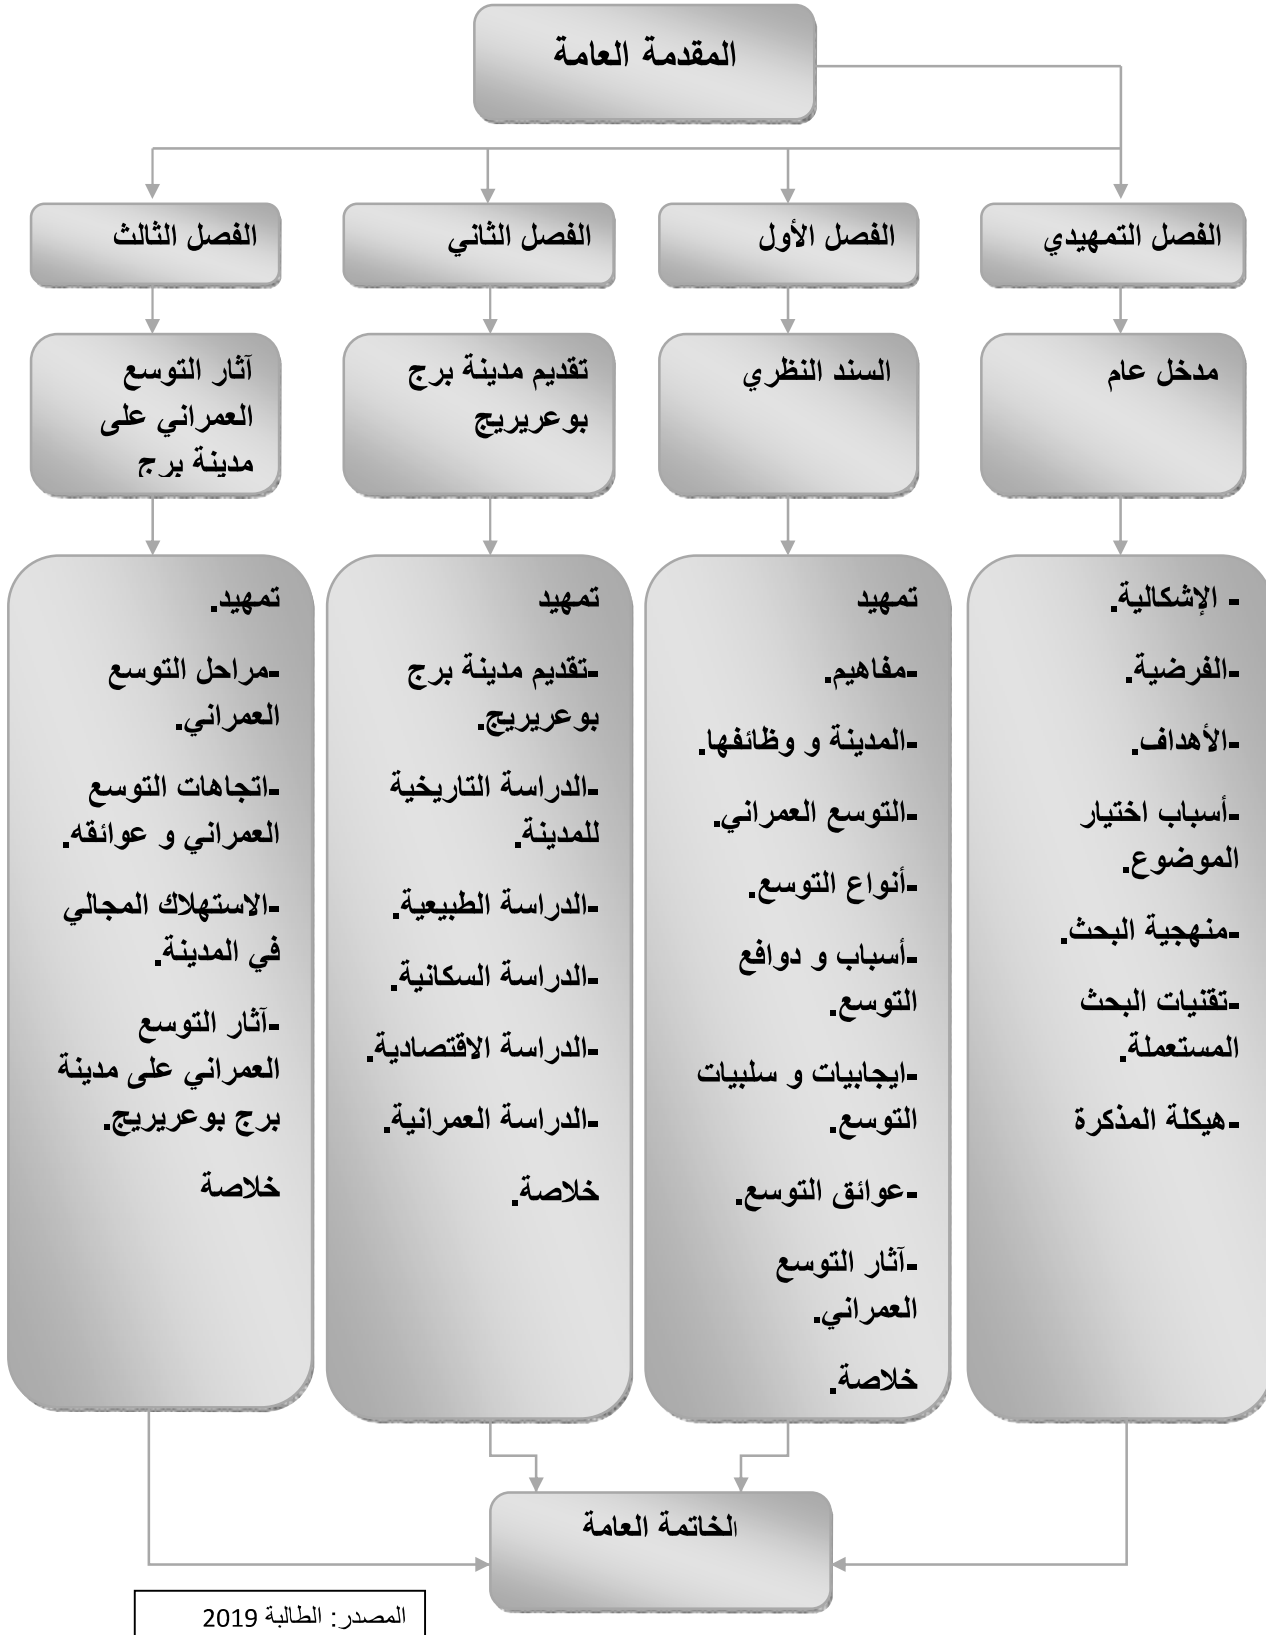 المقدمة العامة
الفصل التمهيدي
الفصل الأول
الفصل الثاني
الفصل الثالث
مدخل عام
السند النظري
تقديم مدينة برج
بوعريريج
آثار التوسع
العمراني على
مدينة برج
- الإشكالية.
-الفرضية.
-الأهداف.
-أسباب اختيار
الموضوع.
-منهجية البحث.
-تقنيات البحث
المستعملة.
-هيكلة المذكرة
تمهيد
-مفاهيم.
-المدينة و وظائفها.
-التوسع العمراني.
-أنواع التوسع.
-أسباب و دوافع
التوسع.
-ايجابيات و سلبيات
التوسع.
-عوائق التوسع.
-آثار التوسع
العمراني.
خلاصة.
تمهيد
-تقديم مدينة برج
بوعريريج.
-الدراسة التاريخية
للمدينة.
-الدراسة الطبيعية.
-الدراسة السكانية.
-الدراسة الاقتصادية.
-الدراسة العمرانية.
خلاصة.
تمهيد.
-مراحل التوسع
العمراني.
-اتجاهات التوسع
العمراني و عوائقه.
-الاستهلاك المجالي
في المدينة.
-آثار التوسع
العمراني على مدينة
برج بوعريريج.
خلاصة
الخاتمة العامة
المصدر: الطالبة 2019